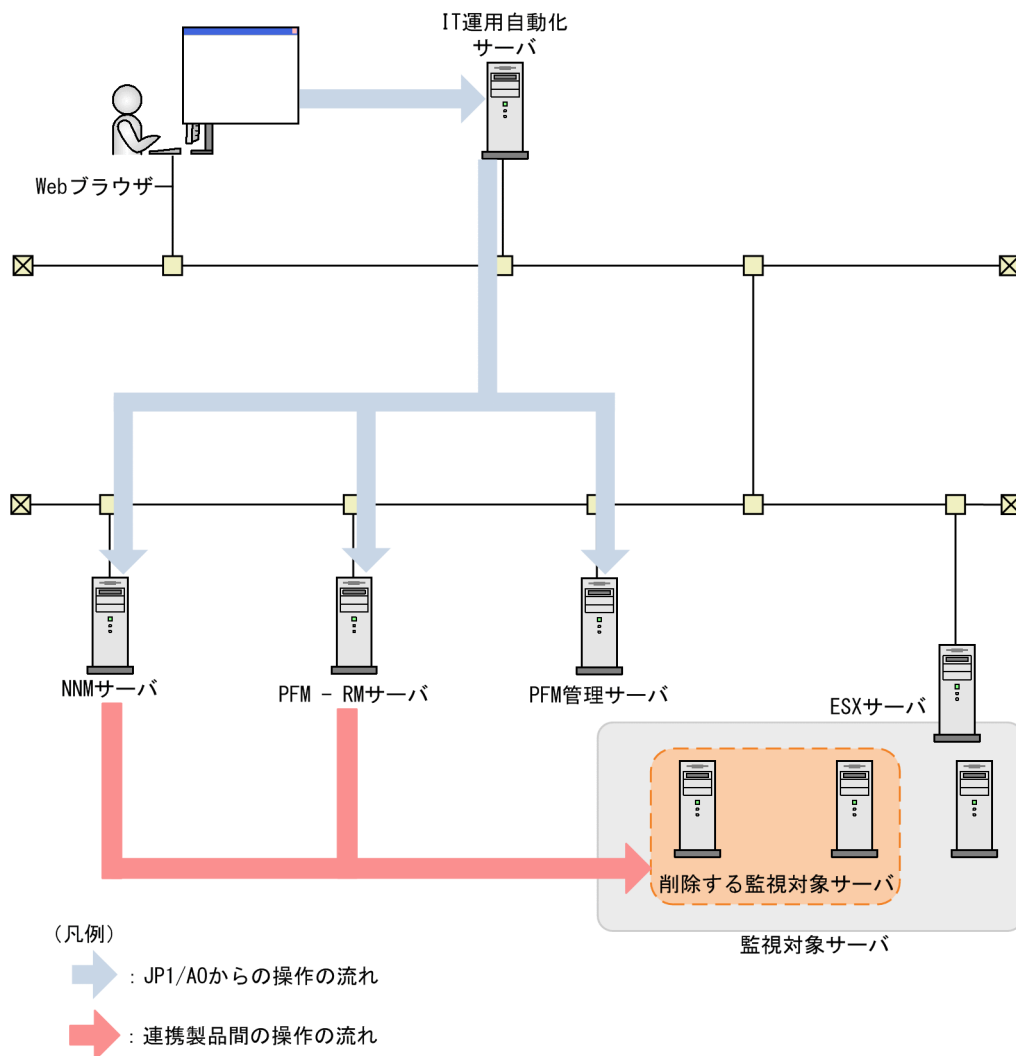 IT運用自動化
サーバ
Webブラウザー
NNMサーバ
PFM - RMサーバ
PFM管理サーバ
ESXサーバ
削除する監視対象サーバ
監視対象サーバ
(凡例)
: JP1/AOからの操作の流れ
: 連携製品間の操作の流れ